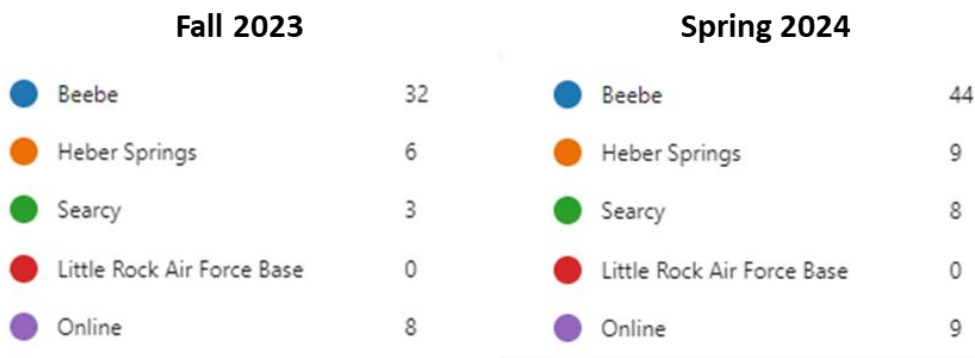 Fall 2023
Beebe 32
Heber Springs 6
Searcy 3
Little Rock Air Force Base 0
Online 8
Spring 2024
Beebe 44
Heber Springs 9
Searcy 8
Little Rock Air Force Base 0
Online 9